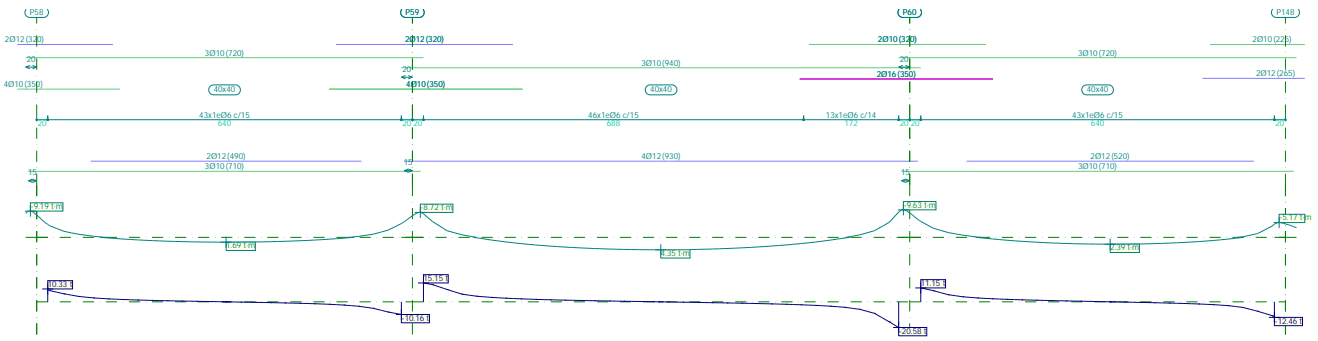 P58 P59 P60 P148
2Ø12(320) 2Ø12(320) 2Ø10(320) 2Ø10(225)
3Ø10(720) 3Ø10(720)
20 20
3Ø10(940)
20 2Ø16(350) 2Ø12(265)
4Ø10(350) 4Ø10(350)
40x40 40x40 40x40
43x1eØ6 c/15 46x1eØ6 c/15 13x1eØ6 c/14 43x1eØ6 c/15
20 640 20 20 688 172 20 20 640 20
2Ø12(490) 4Ø12(930) 2Ø12(520)
3Ø10(710) 15 3Ø10(710)
15 15
-9.19 t·m -8.72 t·m -9.63 t·m -5.17 t·m
1.69 t·m 4.35 t·m 2.39 t·m
10.33 t 15.15 t 11.15 t
-10.16 t -20.58 t -12.46 t